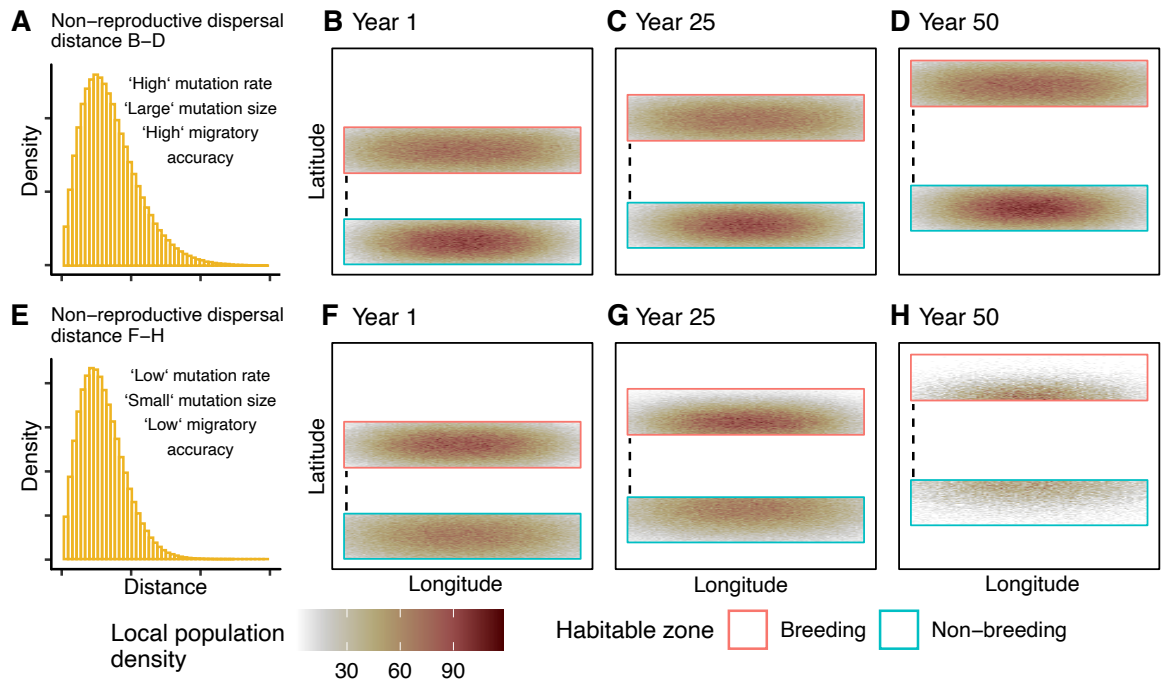 A Non−reproductive dispersal
distance B−D
‘High‘ mutation rate
‘Large‘ mutation size
‘High‘ migratory
accuracy
Density
B Year 1
Latitude
C Year 25
D Year 50
E Non−reproductive dispersal
distance F−H
‘Low‘ mutation rate
‘Small‘ mutation size
‘Low‘ migratory
accuracy
Density
Distance
F Year 1
Latitude
Longitude
G Year 25
H Year 50
Longitude
Local population
density
30 60 90
Habitable zone Breeding Non−breeding